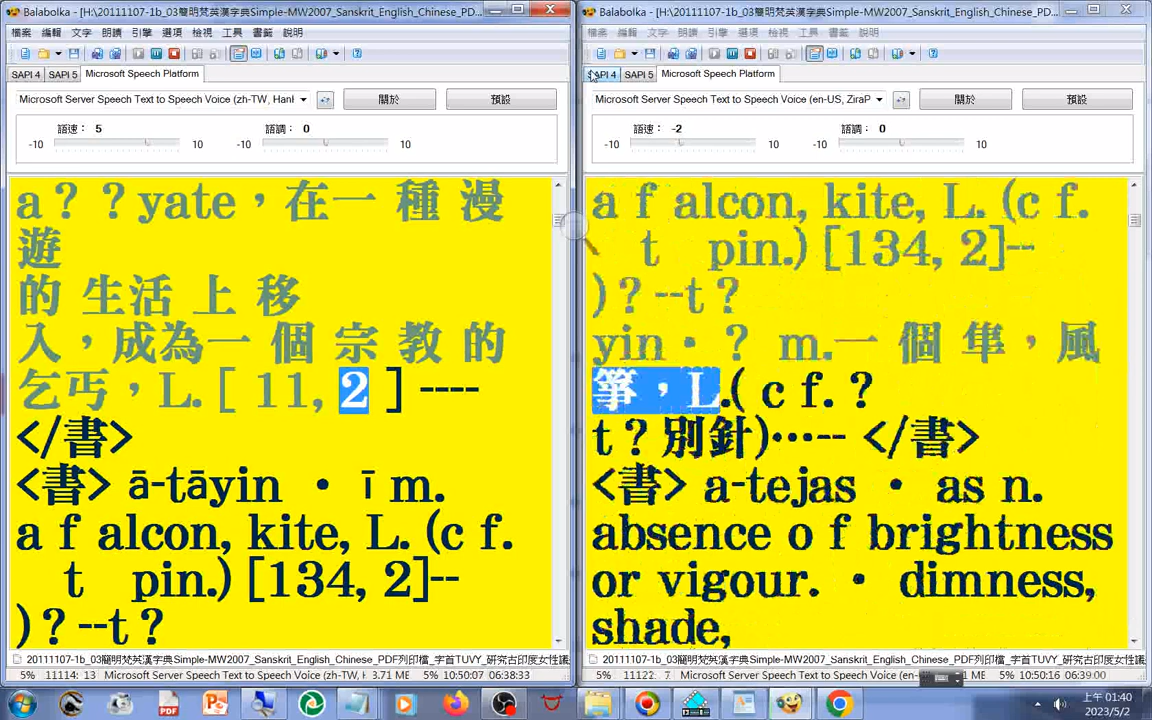 Balabolka - [H:\20111107-1b_03簡明梵英漢字典Simple-MW2007_Sanskrit_English_Chinese_PD...
檔案 編輯 文字 朗讀 引擎 選項 檢視 工具 書籤 說明
SAPI 4 SAPI 5 Microsoft Speech Platform
Microsoft Server Speech Text to Speech Voice (zh-TW, Hanl
關於 預設
語速： 5 語調： 0
-10 10 -10 10
a？？yate，在一 種 漫
遊
的 生活 上 移
入，成為一 個 宗 教 的
乞丐，L. [ 11, 2 ] ----
</書>
<書> ā-tāyin • ī m.
a f alcon, kite, L. (c f.
t pin.) [134, 2]--
)？--t？
20111107-1b_03簡明梵英漢字典Simple-MW2007_Sanskrit_English_Chinese_PDF列印檔_字首TUVY_研究古印度女性議
5% 11114: 13 Microsoft Server Speech Text to Speech Voice (zh-TW, H 3.71 MB 5% 10:50:07 06:38:33
Balabolka - [H:\20111107-1b_03簡明梵英漢字典Simple-MW2007_Sanskrit_English_Chinese_PD...
檔案 編輯 文字 朗讀 引擎 選項 檢視 工具 書籤 說明
SAPI 4 SAPI 5 Microsoft Speech Platform
Microsoft Server Speech Text to Speech Voice (en-US, ZiraP
關於 預設
語速： -2 語調： 0
-10 10 -10 10
a f alcon, kite, L. (c f.
t pin.) [134, 2]--
)？--t？
yin • ？ m.一 個 隼，風
箏，L.( c f. ？
t？別針)…-- </書>
<書> a-tejas • as n.
absence o f brightness
or vigour. • dimness,
shade,
20111107-1b_03簡明梵英漢字典Simple-MW2007_Sanskrit_English_Chinese_PDF列印檔_字首TUVY_研究古印度女性議
5% 11122: 7 Microsoft Server Speech Text to Speech Voice 5% 10:50:16 06:39:00
上午 01:40
2023/5/2